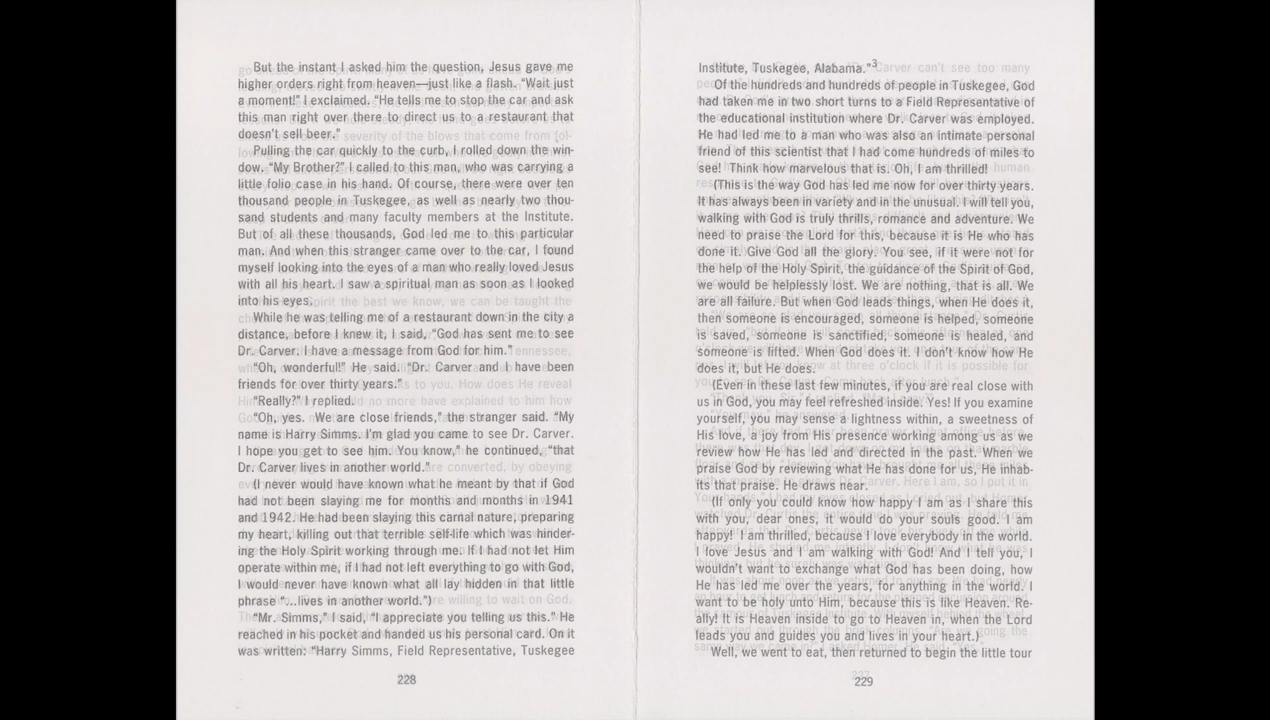 But the instant I asked him the question, Jesus gave me
higher orders right from heaven—just like a flash. “Wait just
a moment!” I exclaimed. “He tells me to stop the car and ask
this man right over there to direct us to a restaurant that
doesn’t sell beer.”
Pulling the car quickly to the curb, I rolled down the win-
dow. “My Brother?” I called to this man, who was carrying a
little folio case in his hand. Of course, there were over ten
thousand people in Tuskegee, as well as nearly two thou-
sand students and many faculty members at the Institute.
But of all these thousands, God led me to this particular
man. And when this stranger came over to the car, I found
myself looking into the eyes of a man who really loved Jesus
with all his heart. I saw a spiritual man as soon as I looked
into his eyes.
While he was telling me of a restaurant down in the city a
distance, before I knew it, I said, “God has sent me to see
Dr. Carver. I have a message from God for him.”
“Oh, wonderful!” He said. “Dr. Carver and I have been
friends for over thirty years.”
“Really?” I replied.
“Oh, yes. We are close friends,” the stranger said. “My
name is Harry Simms. I’m glad you came to see Dr. Carver.
I hope you get to see him. You know,” he continued, “that
Dr. Carver lives in another world.”
(I never would have known what he meant by that if God
had not been slaying me for months and months in 1941
and 1942. He had been slaying this carnal nature, preparing
my heart, killing out that terrible self-life which was hinder-
ing the Holy Spirit working through me. If I had not let Him
operate within me, if I had not left everything to go with God,
I would never have known what all lay hidden in that little
phrase “...lives in another world.”)
“Mr. Simms,” I said, “I appreciate you telling us this.” He
reached in his pocket and handed us his personal card. On it
was written: “Harry Simms, Field Representative, Tuskegee
228
Institute, Tuskegee, Alabama.”3
Of the hundreds and hundreds of people in Tuskegee, God
had taken me in two short turns to a Field Representative of
the educational institution where Dr. Carver was employed.
He had led me to a man who was also an intimate personal
friend of this scientist that I had come hundreds of miles to
see! Think how marvelous that is. Oh, I am thrilled!
(This is the way God has led me now for over thirty years.
It has always been in variety and in the unusual. I will tell you,
walking with God is truly thrills, romance and adventure. We
need to praise the Lord for this, because it is He who has
done it. Give God all the glory. You see, if it were not for
the help of the Holy Spirit, the guidance of the Spirit of God,
we would be helplessly lost. We are nothing, that is all. We
are all failure. But when God leads things, when He does it,
then someone is encouraged, someone is helped, someone
is saved, someone is sanctified, someone is healed, and
someone is lifted. When God does it. I don’t know how He
does it, but He does.
(Even in these last few minutes, if you are real close with
us in God, you may feel refreshed inside. Yes! If you examine
yourself, you may sense a lightness within, a sweetness of
His love, a joy from His presence working among us as we
review how He has led and directed in the past. When we
praise God by reviewing what He has done for us, He inhab-
its that praise. He draws near.
(If only you could know how happy I am as I share this
with you, dear ones, it would do your souls good. I am
happy! I am thrilled, because I love everybody in the world.
I love Jesus and I am walking with God! And I tell you, I
wouldn’t want to exchange what God has been doing, how
He has led me over the years, for anything in the world. I
want to be holy unto Him, because this is like Heaven. Re-
ally! It is Heaven inside to go to Heaven in, when the Lord
leads you and guides you and lives in your heart.)
Well, we went to eat, then returned to begin the little tour
229